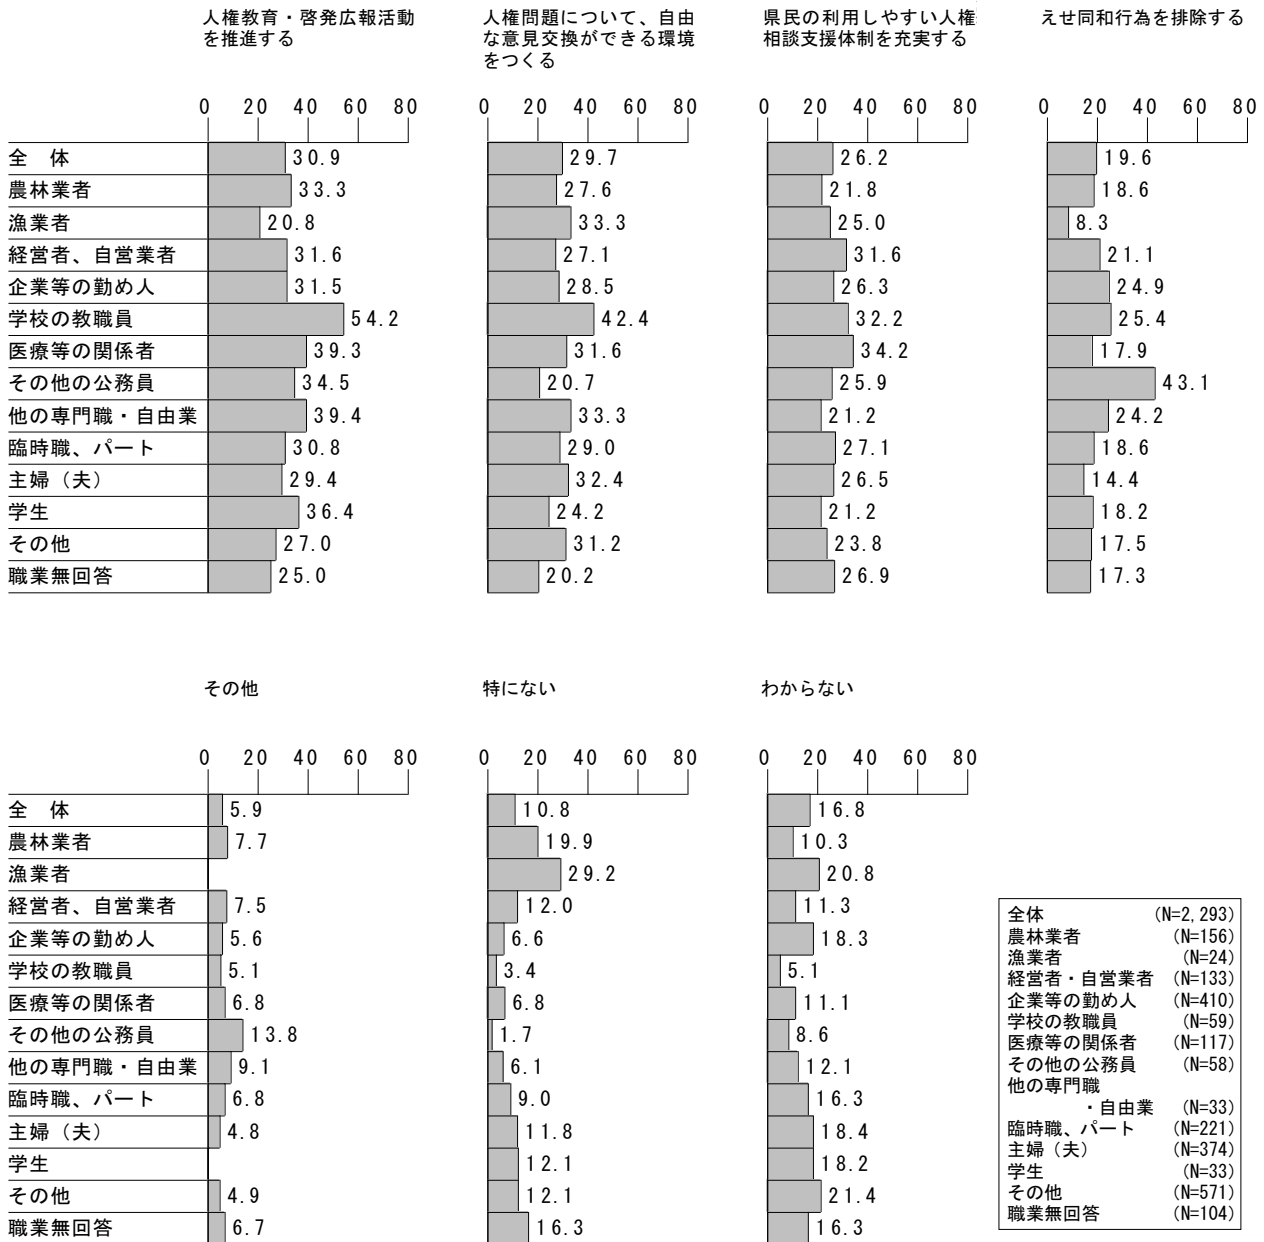 人権教育・啓発広報活動
を推進する
人権問題について、自由
な意見交換ができる環境
をつくる
県民の利用しやすい人権
相談支援体制を充実する
えせ同和行為を排除する
0 20 40 60 80 0 20 40 60 80 0 20 40 60 80 0 20 40 60 80
全　体 30.9 29.7 26.2 19.6
農林業者 33.3 27.6 21.8 18.6
漁業者 20.8 33.3 25.0 8.3
経営者、自営業者 31.6 27.1 31.6 21.1
企業等の勤め人 31.5 28.5 26.3 24.9
学校の教職員 54.2 42.4 32.2 25.4
医療等の関係者 39.3 31.6 34.2 17.9
その他の公務員 34.5 20.7 25.9 43.1
他の専門職・自由業 39.4 33.3 21.2 24.2
臨時職、パート 30.8 29.0 27.1 18.6
主婦（夫） 29.4 32.4 26.5 14.4
学生 36.4 24.2 21.2 18.2
その他 27.0 31.2 23.8 17.5
職業無回答 25.0 20.2 26.9 17.3
その他 特にない わからない
0 20 40 60 80 0 20 40 60 80 0 20 40 60 80
全　体 5.9 10.8 16.8
農林業者 7.7 19.9 10.3
漁業者 29.2 20.8
経営者、自営業者 7.5 12.0 11.3
企業等の勤め人 5.6 6.6 18.3
学校の教職員 5.1 3.4 5.1
医療等の関係者 6.8 6.8 11.1
その他の公務員 13.8 1.7 8.6
他の専門職・自由業 9.1 6.1 12.1
臨時職、パート 6.8 9.0 16.3
主婦（夫） 4.8 11.8 18.4
学生 12.1 18.2
その他 4.9 12.1 21.4
職業無回答 6.7 16.3 16.3
全体 (N=2,293)
農林業者 (N=156)
漁業者 (N=24)
経営者・自営業者 (N=133)
企業等の勤め人 (N=410)
学校の教職員 (N=59)
医療等の関係者 (N=117)
その他の公務員 (N=58)
他の専門職
・自由業 (N=33)
臨時職、パート (N=221)
主婦（夫） (N=374)
学生 (N=33)
その他 (N=571)
職業無回答 (N=104)